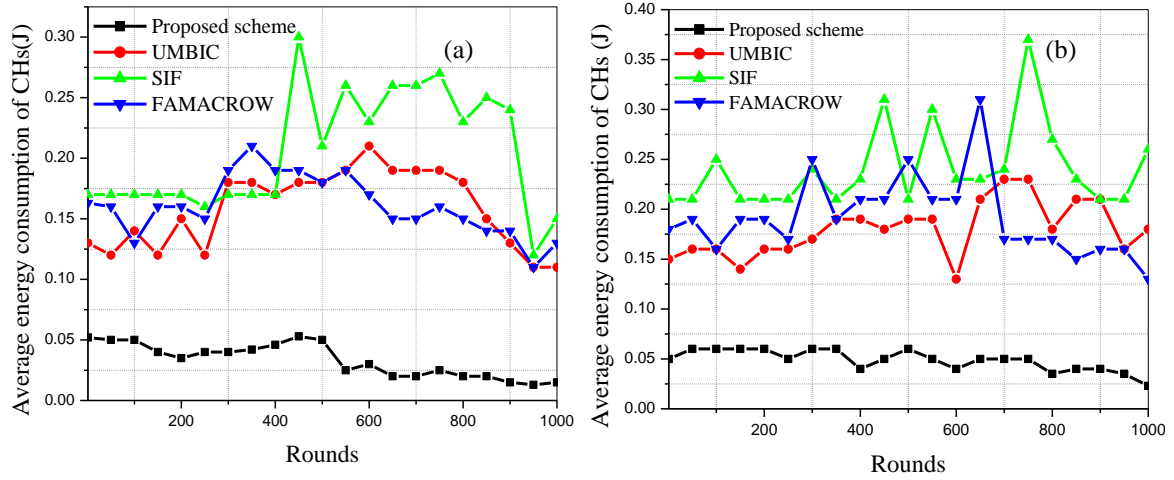 Average energy consumption of CHs(J)
0.30
0.25
0.20
0.15
0.10
0.05
0.00
Proposed scheme
UMBIC
SIF
FAMACROW
(a)
200
400
600
800
1000
Rounds
Average energy consumption of CHs (J)
0.40
0.35
0.30
0.25
0.20
0.15
0.10
0.05
0.00
Proposed scheme
UMBIC
SIF
FAMACROW
(b)
200
400
600
800
1000
Rounds